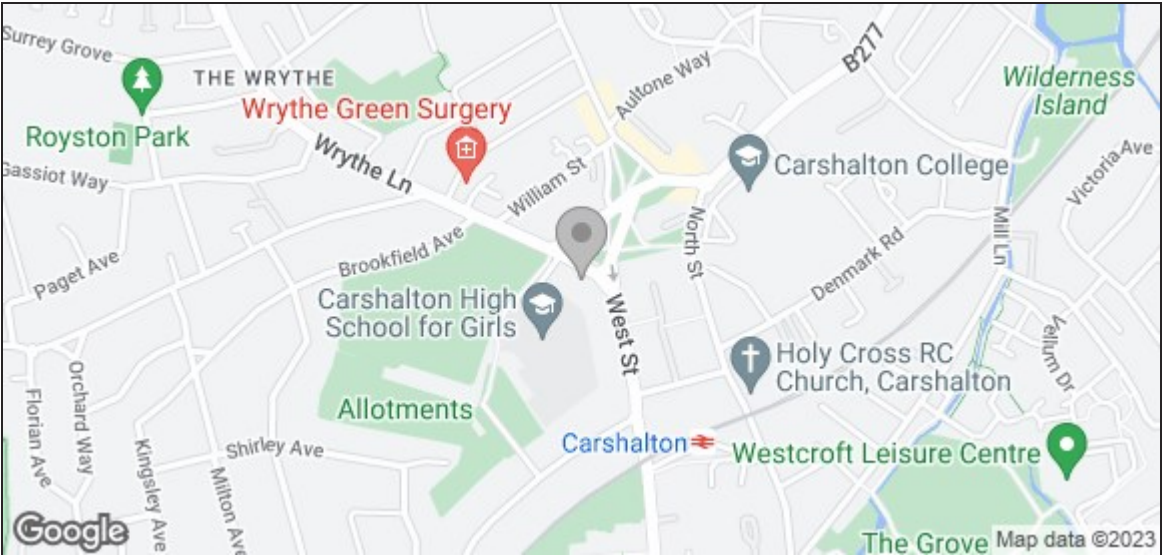 Surrey Grove
THE WRYTHE
Royston Park
Wrythe Green Surgery
Gassiot Way
Wrythe Ln
Aultone Way
B277
Wilderness
Island
William St
Carshalton College
Victoria Ave
Paget Ave
Brookfield Ave
North St
Denmark Rd
Mill Ln
Carshalton High
School for Girls
West St
Holy Cross RC
Church, Carshalton
Vellum Dr
Orchard Way
Florian Ave
Allotments
Carshalton
Westcroft Leisure Centre
Kingsley Ave
Milton Ave
Shirley Ave
Google
The Grove
Map data ©2023